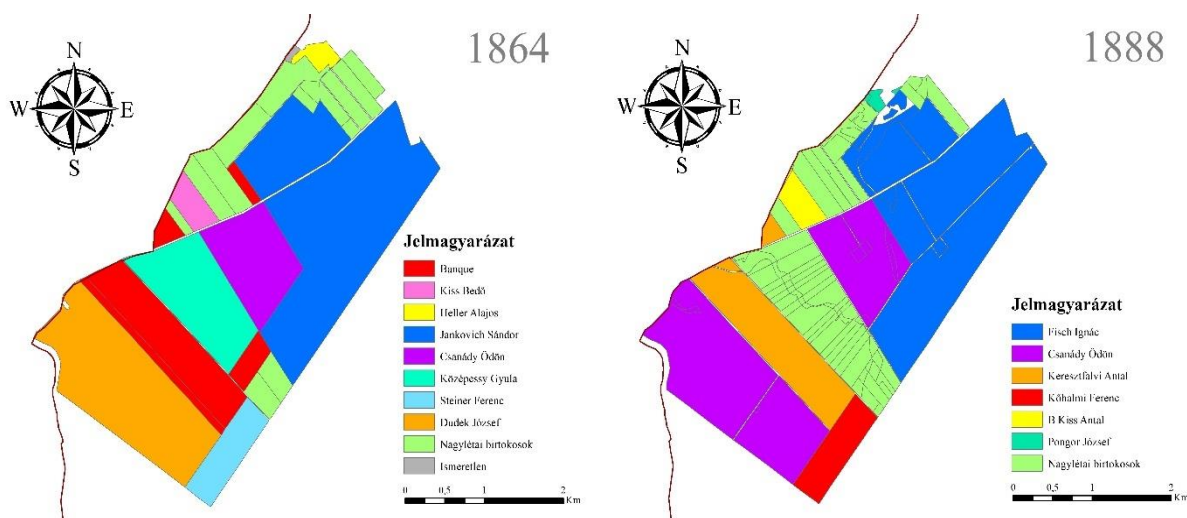 1864
N
W
E
S
Jelmagyarázat
Banque
Kiss Bedő
Heller Alajos
Jankovich Sándor
Csanády Ödön
Középessy Gyula
Steiner Ferenc
Dudek József
Nagylétai birtokosok
Ismeretlen
0 0,5 1 2
Km
1888
N
W
E
S
Jelmagyarázat
Fisch Ignác
Csanády Ödön
Keresztfalvi Antal
Kőhalmi Ferenc
B Kiss Antal
Pongor József
Nagylétai birtokosok
0 0,5 1 2
Km